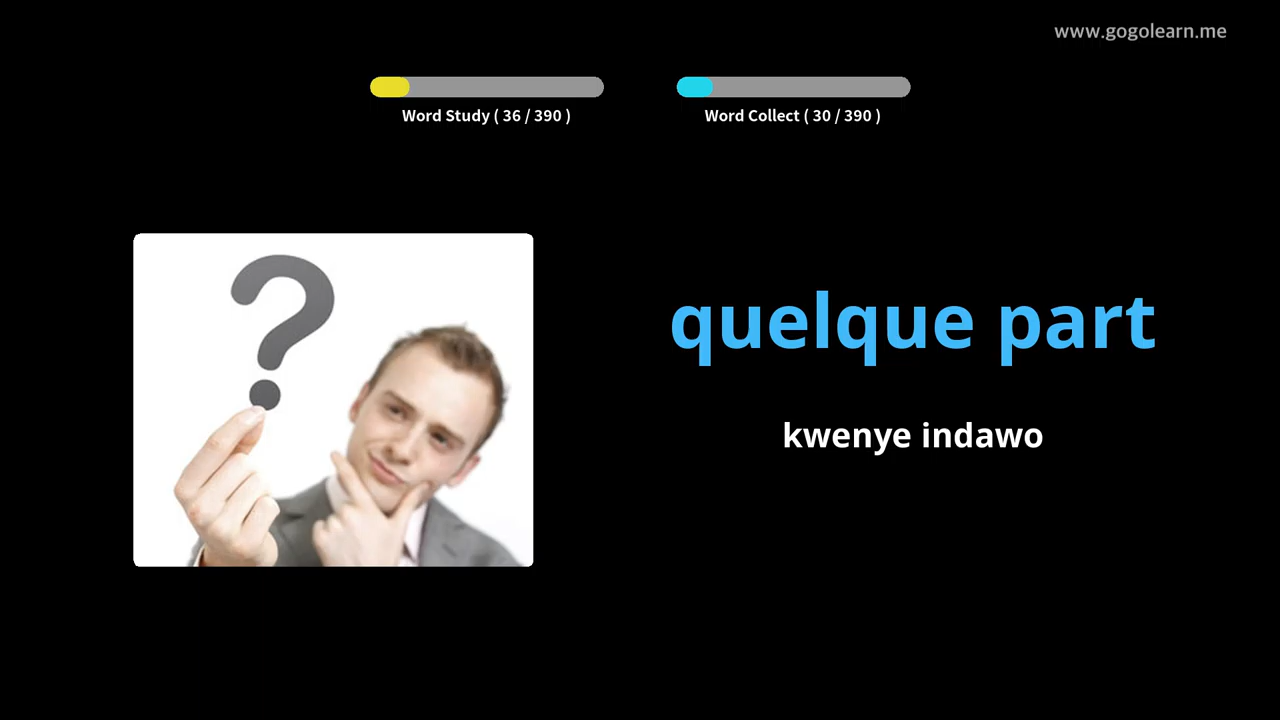 www.gogolearn.me
Word Study ( 36 / 390 )
Word Collect ( 30 / 390 )
quelque part
kwenye indawo